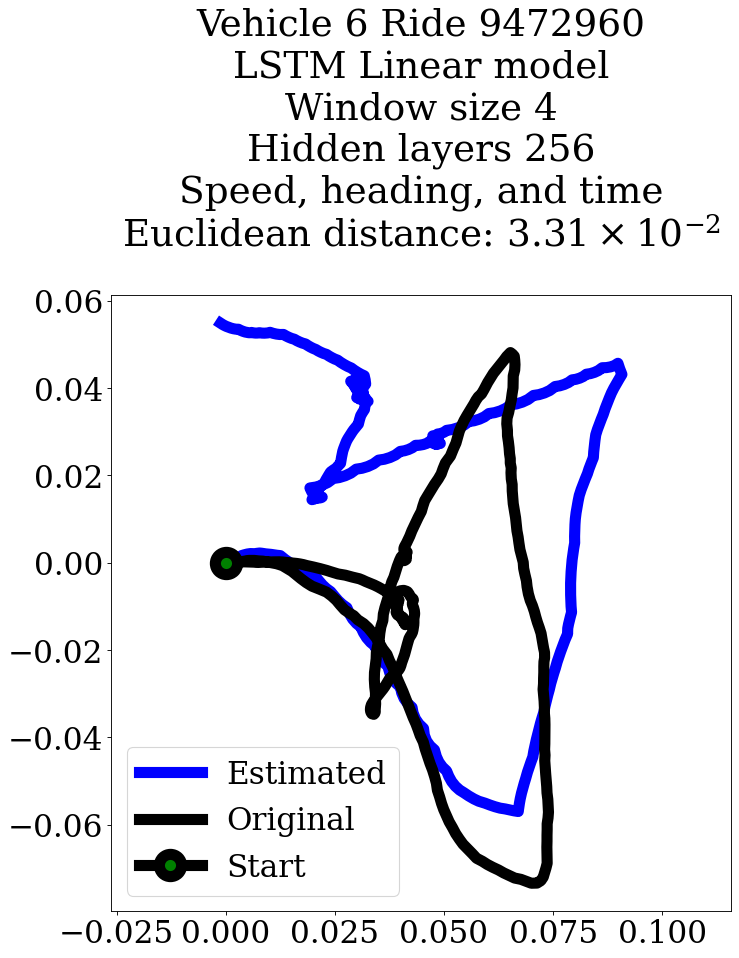 Vehicle 6 Ride 9472960
LSTM Linear model
Window size 4
Hidden layers 256
Speed, heading, and time
Euclidean distance: 3.31 × 10⁻²
0.06
0.04
0.02
0.00
−0.02
−0.04
−0.06
Estimated
Original
Start
−0.025 0.000 0.025 0.050 0.075 0.100